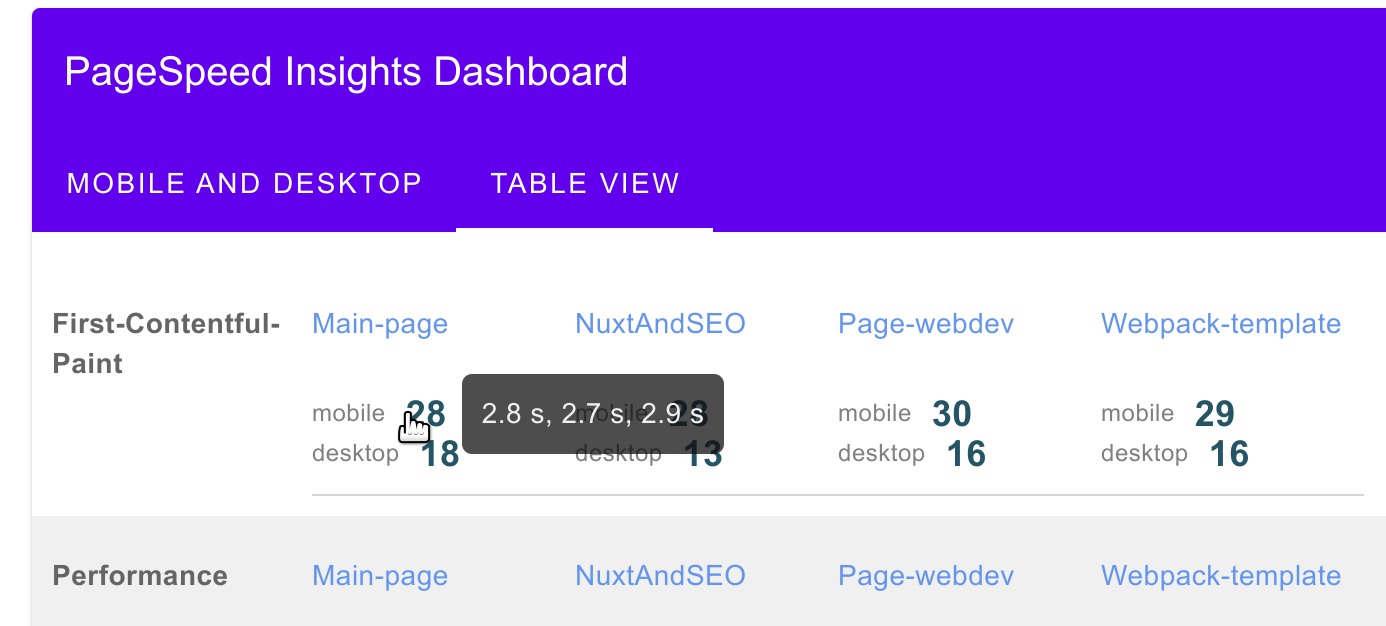 PageSpeed Insights Dashboard
MOBILE AND DESKTOP TABLE VIEW
First-Contentful-
Paint
Main-page NuxtAndSEO Page-webdev Webpack-template
mobile 28 2.8 s, 2.7 s, 2.9 s mobile 28 mobile 30 mobile 29
desktop 18 desktop 13 desktop 16 desktop 16
Performance Main-page NuxtAndSEO Page-webdev Webpack-template